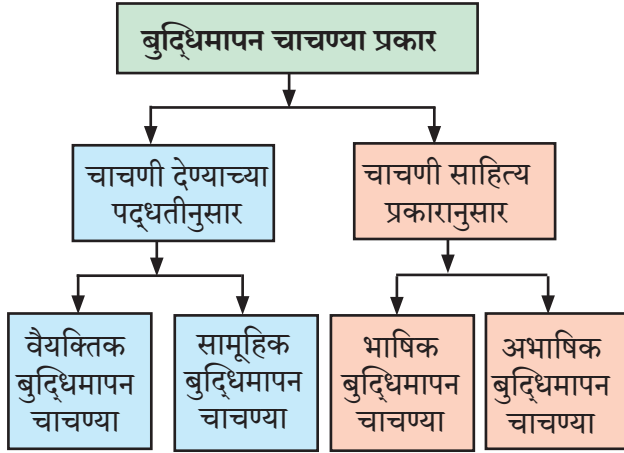 बुद्धिमापन चाचण्या प्रकार
चाचणी देण्याच्या
पद्धतीनुसार
चाचणी साहित्य
प्रकारानुसार
वैयक्तिक
बुद्धिमापन
चाचण्या
सामूहिक
बुद्धिमापन
चाचण्या
भाषिक
बुद्धिमापन
चाचण्या
अभाषिक
बुद्धिमापन
चाचण्या